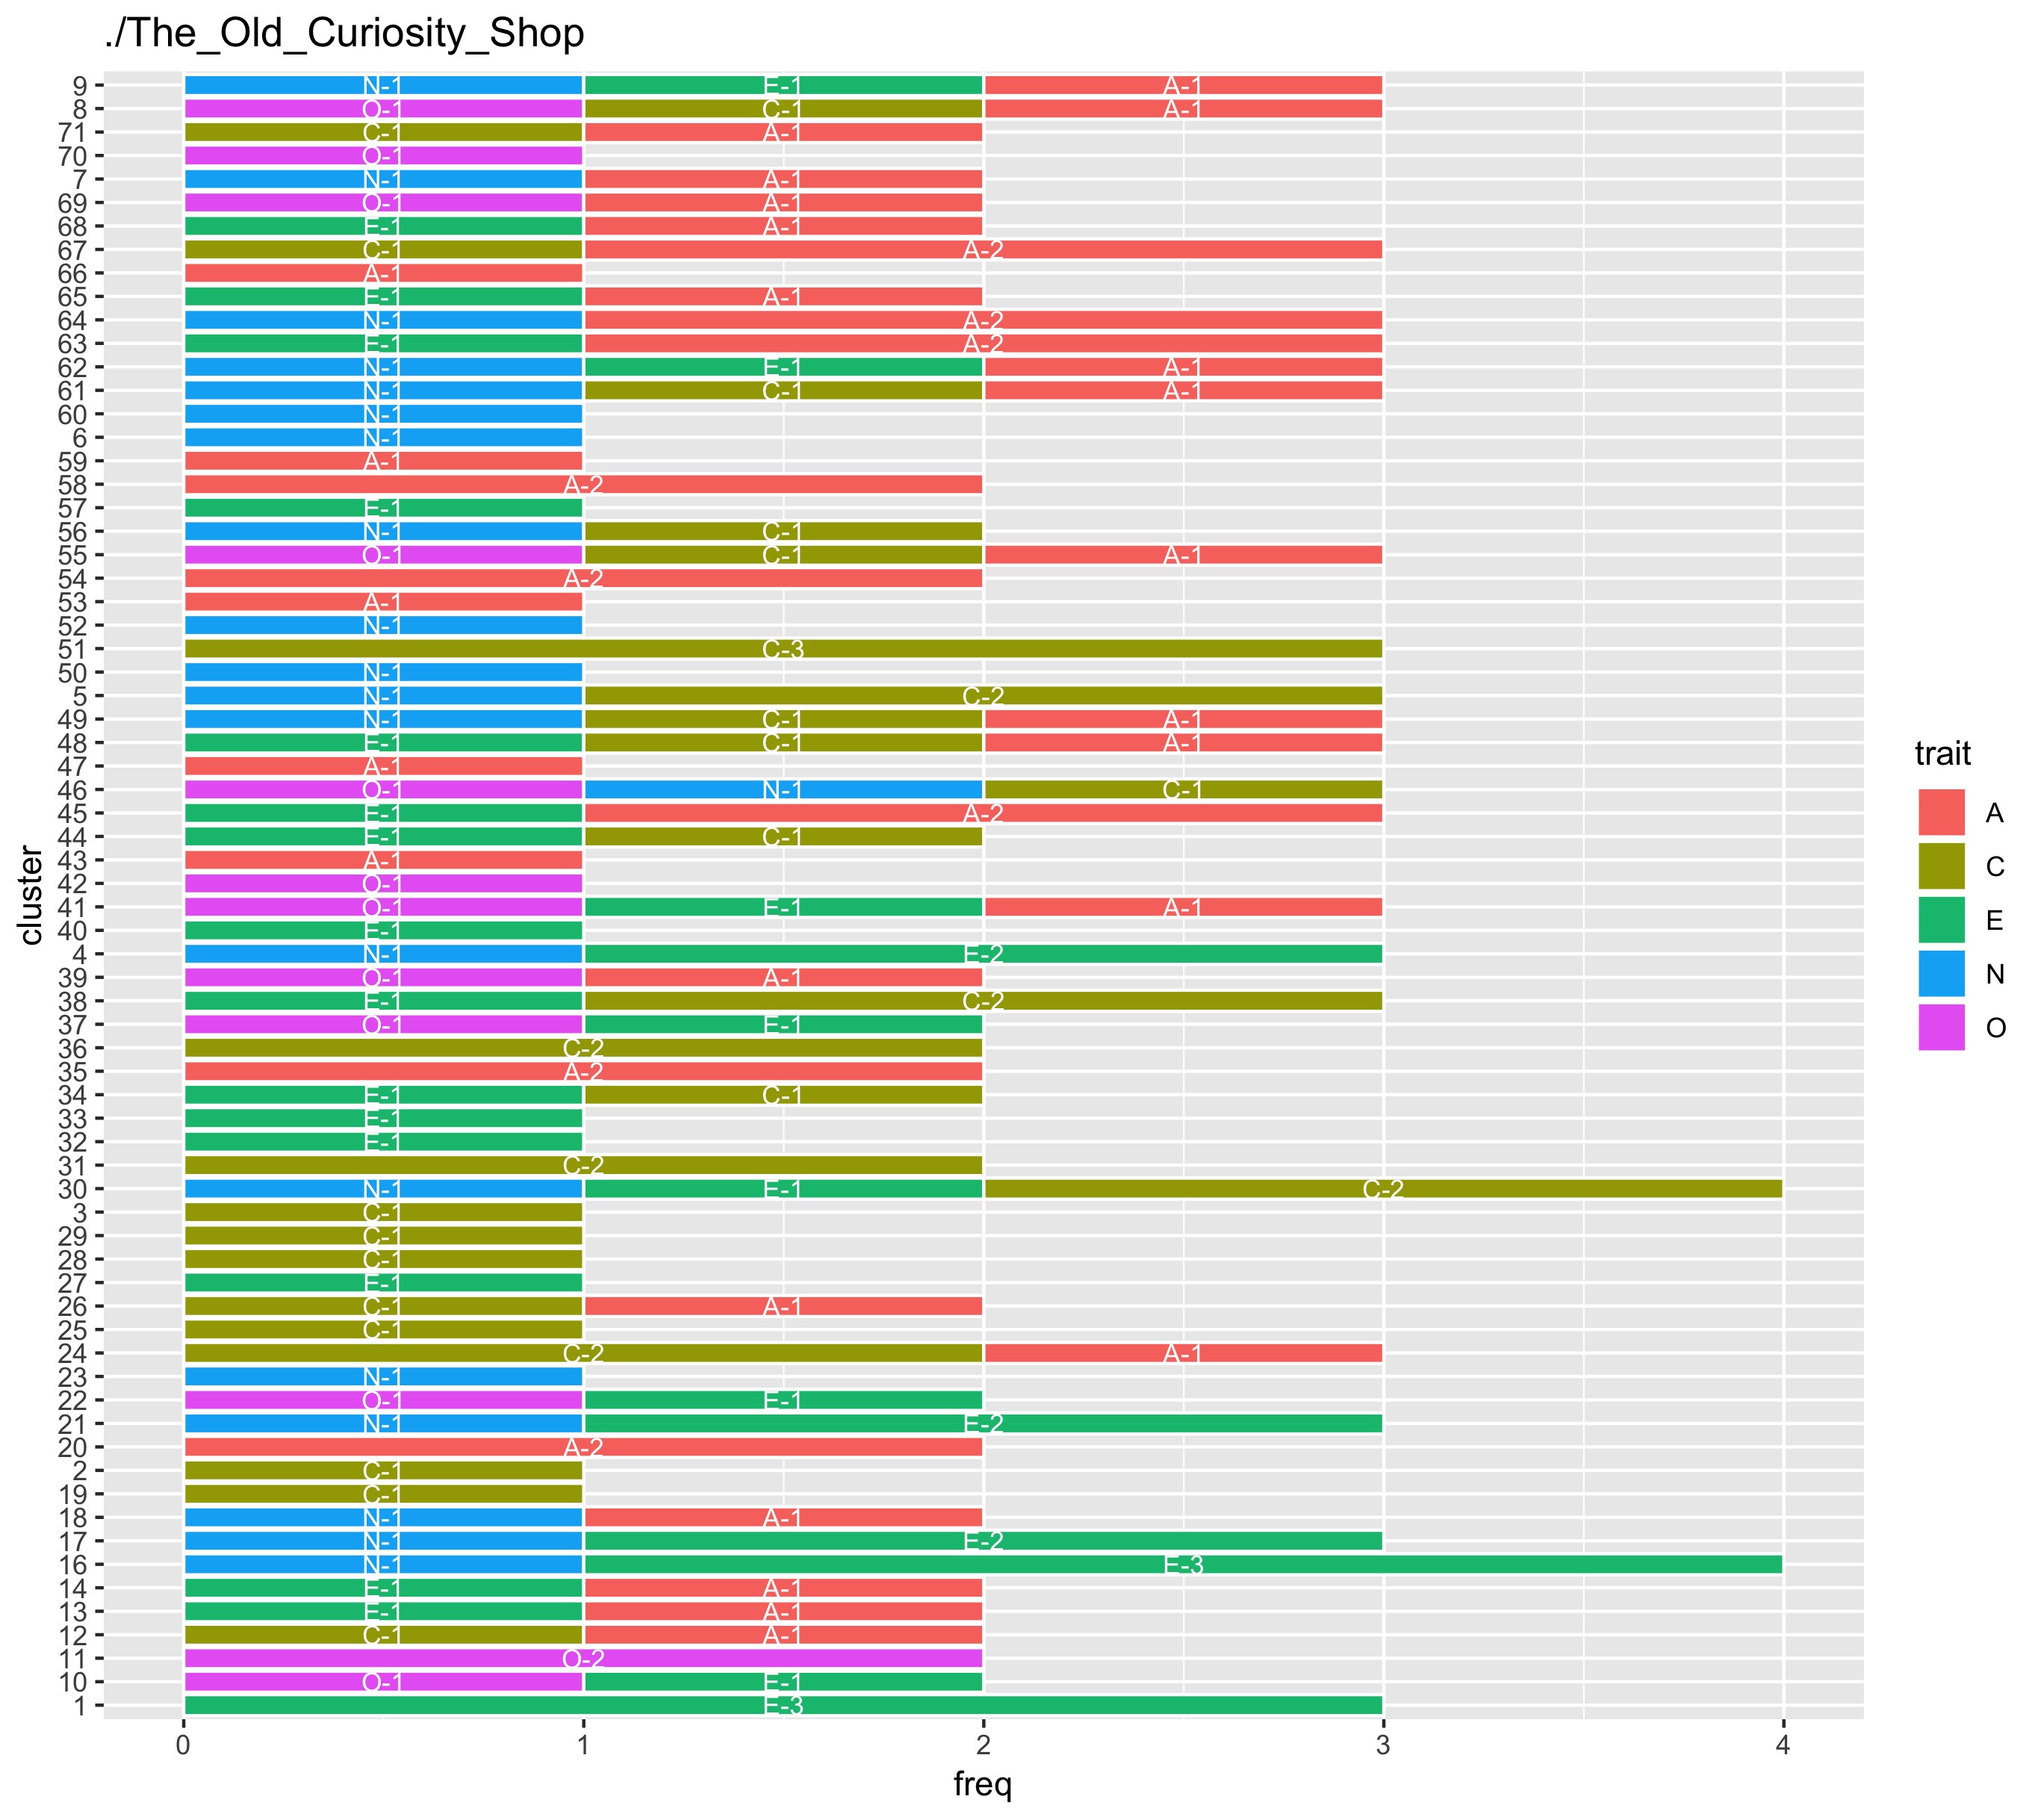 ./The_Old_Curiosity_Shop
9 N-1 E-1 A-1
8 O-1 C-1 A-1
71 C-1 A-1
70 O-1
7 N-1 A-1
69 O-1 A-1
68 E-1 A-1
67 C-1 A-2
66 A-1
65 E-1 A-1
64 N-1 A-2
63 E-1 A-2
62 N-1 E-1 A-1
61 N-1 C-1 A-1
60 N-1
6 N-1
59 A-1
58 A-2
57 E-1
56 N-1 C-1
55 O-1 C-1 A-1
54 A-2
53 A-1
52 N-1
51 C-3
50 N-1
5 N-1 C-2
49 N-1 C-1 A-1
48 E-1 C-1 A-1
47 A-1
46 O-1 N-1 C-1
45 E-1 A-2
44 E-1 C-1
43 A-1
42 O-1
41 O-1 E-1 A-1
40 E-1
4 N-1 E-2
39 O-1 A-1
38 E-1 C-2
37 O-1 E-1
36 C-2
35 A-2
34 E-1 C-1
33 E-1
32 E-1
31 C-2
30 N-1 E-1 C-2
3 C-1
29 C-1
28 C-1
27 E-1
26 C-1 A-1
25 C-1
24 C-2 A-1
23 N-1
22 O-1 E-1
21 N-1 E-2
20 A-2
2 C-1
19 C-1
18 N-1 A-1
17 N-1 E-2
16 N-1 E-3
14 E-1 A-1
13 E-1 A-1
12 C-1 A-1
11 O-2
10 O-1 E-1
1 E-3
0 1 2 3 4
freq
cluster
trait
A
C
E
N
O